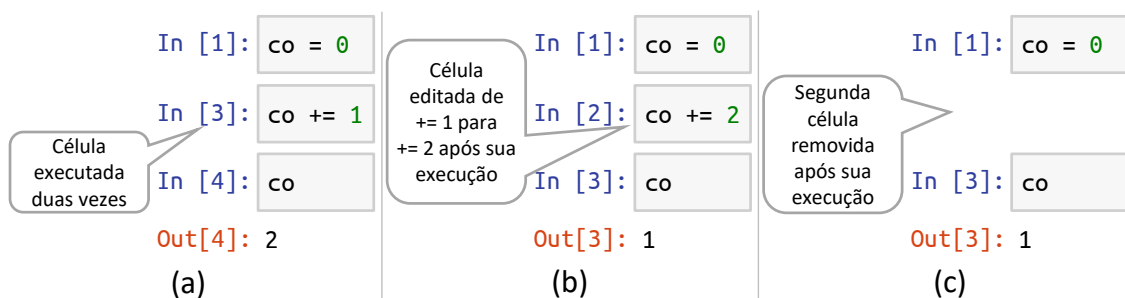 In [1]: co = 0
In [3]: co += 1
Célula
executada
duas vezes
In [4]: co
Out[4]: 2
(a)
In [1]: co = 0
Célula
editada de
+= 1 para
+= 2 após sua
execução
In [2]: co += 2
In [3]: co
Out[3]: 1
(b)
In [1]: co = 0
Segunda
célula
removida
após sua
execução
In [3]: co
Out[3]: 1
(c)